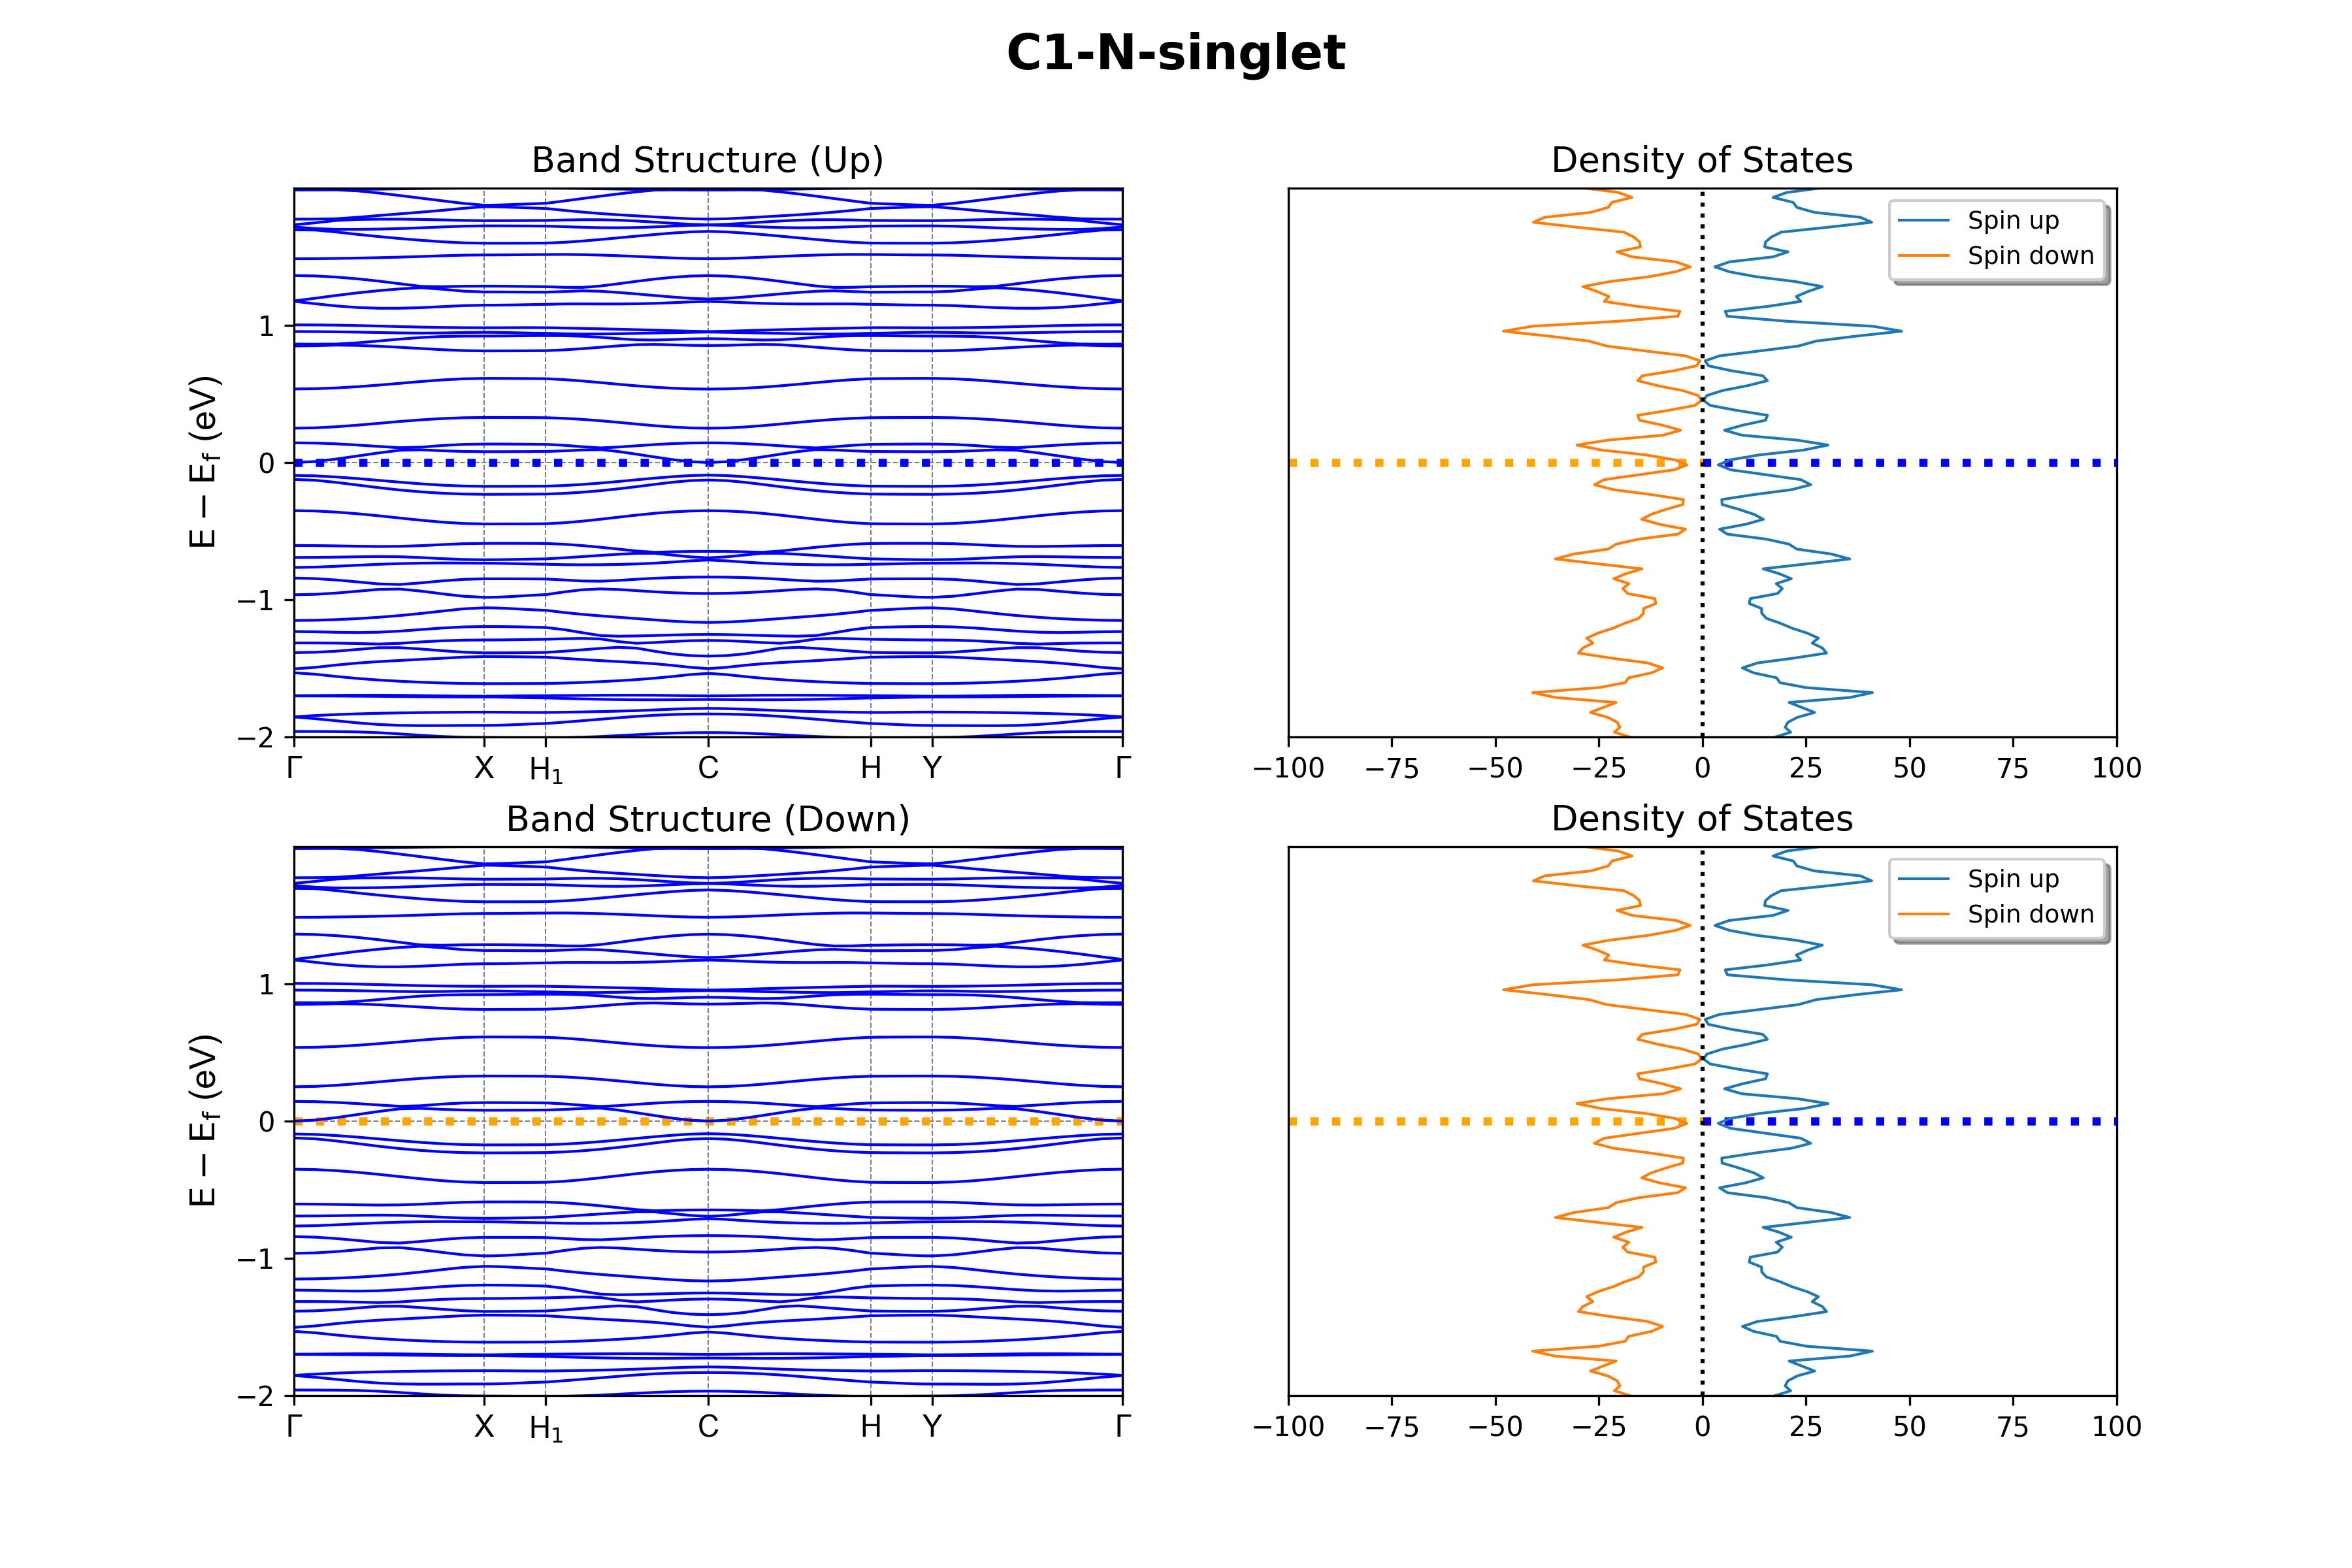 C1-N-singlet
Band Structure (Up)
E − E_f (eV)
1
0
−1
−2
Γ X H₁ C H Y Γ
Density of States
Spin up
Spin down
−100 −75 −50 −25 0 25 50 75 100
Band Structure (Down)
E − E_f (eV)
1
0
−1
−2
Γ X H₁ C H Y Γ
Density of States
Spin up
Spin down
−100 −75 −50 −25 0 25 50 75 100